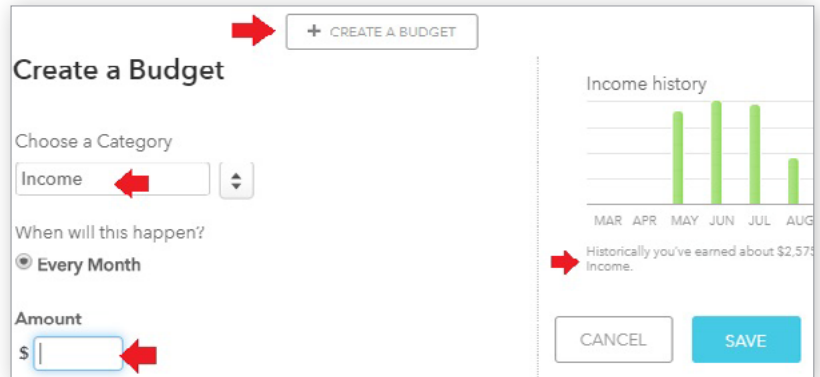 + CREATE A BUDGET
Create a Budget
Choose a Category
Income
When will this happen?
Every Month
Amount
$
Income history
MAR APR MAY JUN JUL AUG
Historically you've earned about $2,575
Income.
CANCEL
SAVE